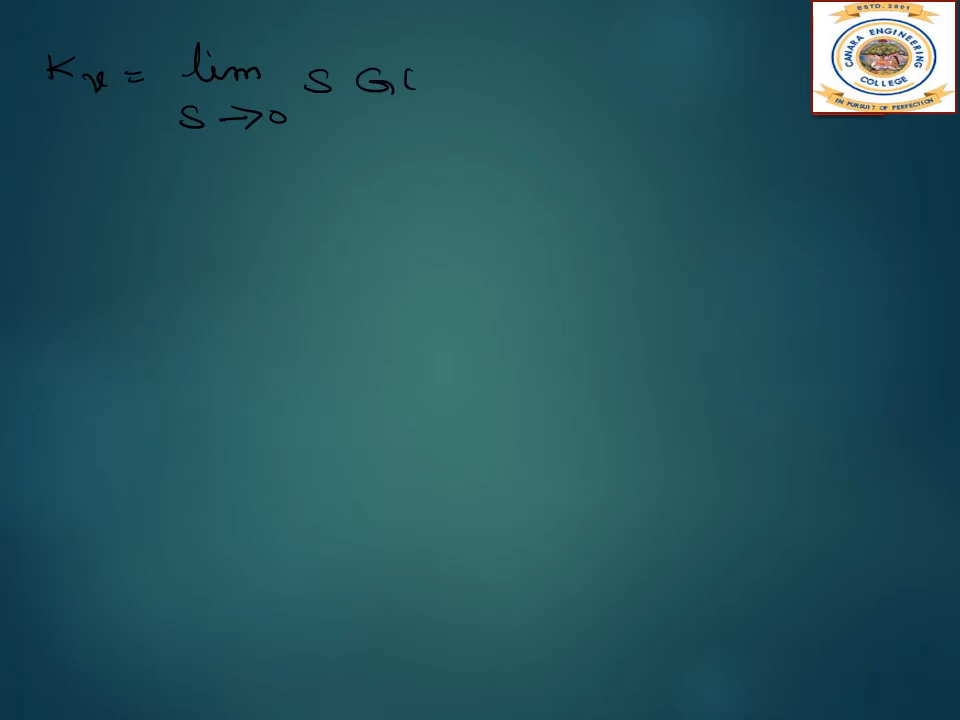 Kv = lim S G(
S → 0
ESTD. 2001
CANARA ENGINEERING
COLLEGE
IN PURSUIT OF PERFECTION